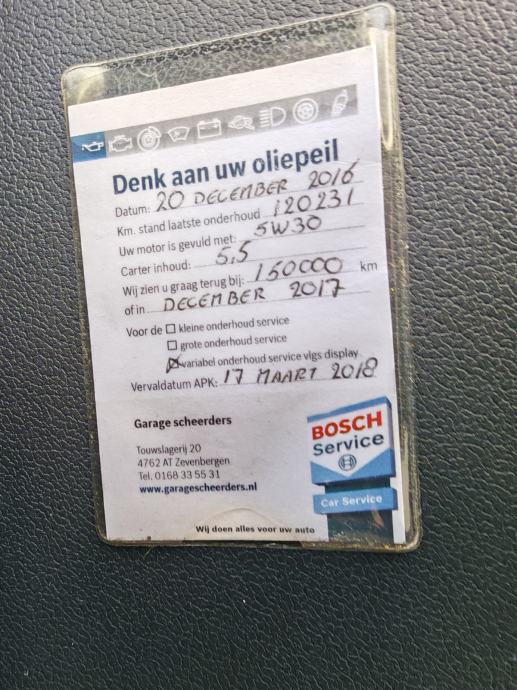 Denk aan uw oliepeil
Datum: 20 DECEMBER 2016
Km. stand laatste onderhoud 120231
Uw motor is gevuld met: 5W30
Carter inhoud: 5,5
Wij zien u graag terug bij: 150000 km
of in DECEMBER 2017
Voor de kleine onderhoud service
grote onderhoud service
variabel onderhoud service vlgs display
Vervaldatum APK: 17 MAART 2018
Garage scheerders
Touwslagerij 20
4762 AT Zevenbergen
Tel. 0168 33 55 31
www.garagescheerders.nl
BOSCH
Service
Car Service
Wij doen alles voor uw auto